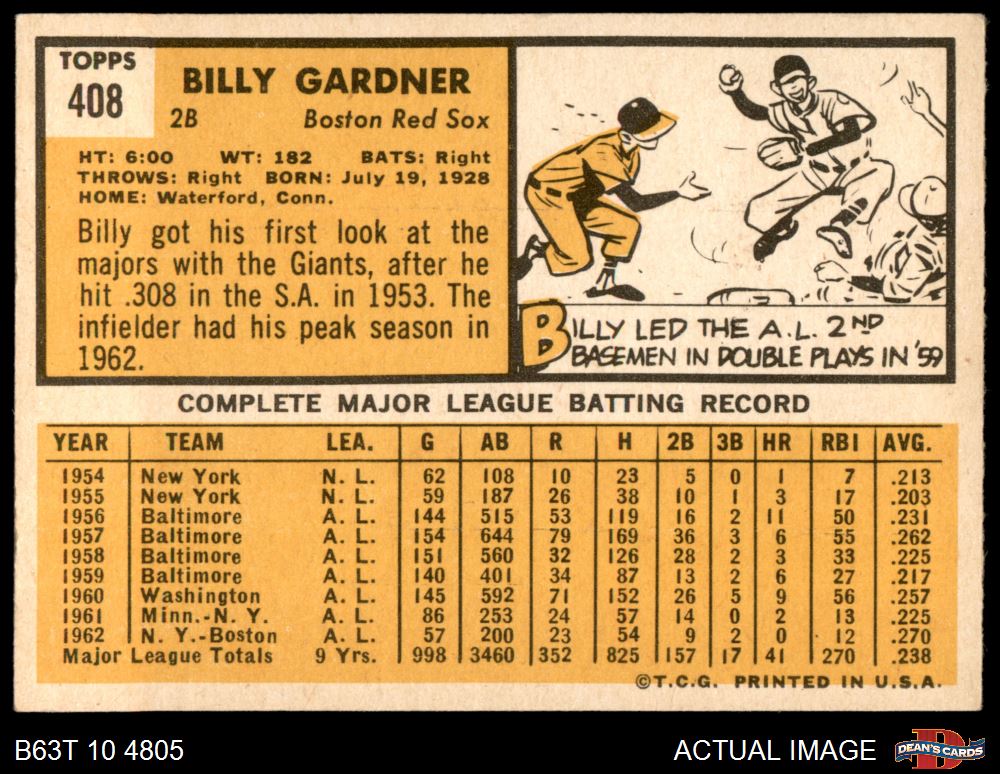 TOPPS
408
BILLY GARDNER
2B Boston Red Sox
HT: 6:00 WT: 182 BATS: Right
THROWS: Right BORN: July 19, 1928
HOME: Waterford, Conn.
Billy got his first look at the
majors with the Giants, after he
hit .308 in the S.A. in 1953. The
infielder had his peak season in
1962.
BILLY LED THE A.L. 2ND
BASEMEN IN DOUBLE PLAYS IN '59
COMPLETE MAJOR LEAGUE BATTING RECORD
YEAR TEAM LEA. G AB R H 2B 3B HR RBI AVG.
1954 New York N. L. 62 108 10 23 5 0 1 7 .213
1955 New York N. L. 59 187 26 38 10 1 3 17 .203
1956 Baltimore A. L. 144 515 53 119 16 2 11 50 .231
1957 Baltimore A. L. 154 644 79 169 36 3 6 55 .262
1958 Baltimore A. L. 151 560 32 126 28 2 3 33 .225
1959 Baltimore A. L. 140 401 34 87 13 2 6 27 .217
1960 Washington A. L. 145 592 71 152 26 5 9 56 .257
1961 Minn.-N. Y. A. L. 86 253 24 57 14 0 2 13 .225
1962 N. Y.-Boston A. L. 57 200 23 54 9 2 0 12 .270
Major League Totals 9 Yrs. 998 3460 352 825 157 17 41 270 .238
©T.C.G. PRINTED IN U.S.A.
B63T 10 4805
ACTUAL IMAGE
D
DEAN'S CARDS